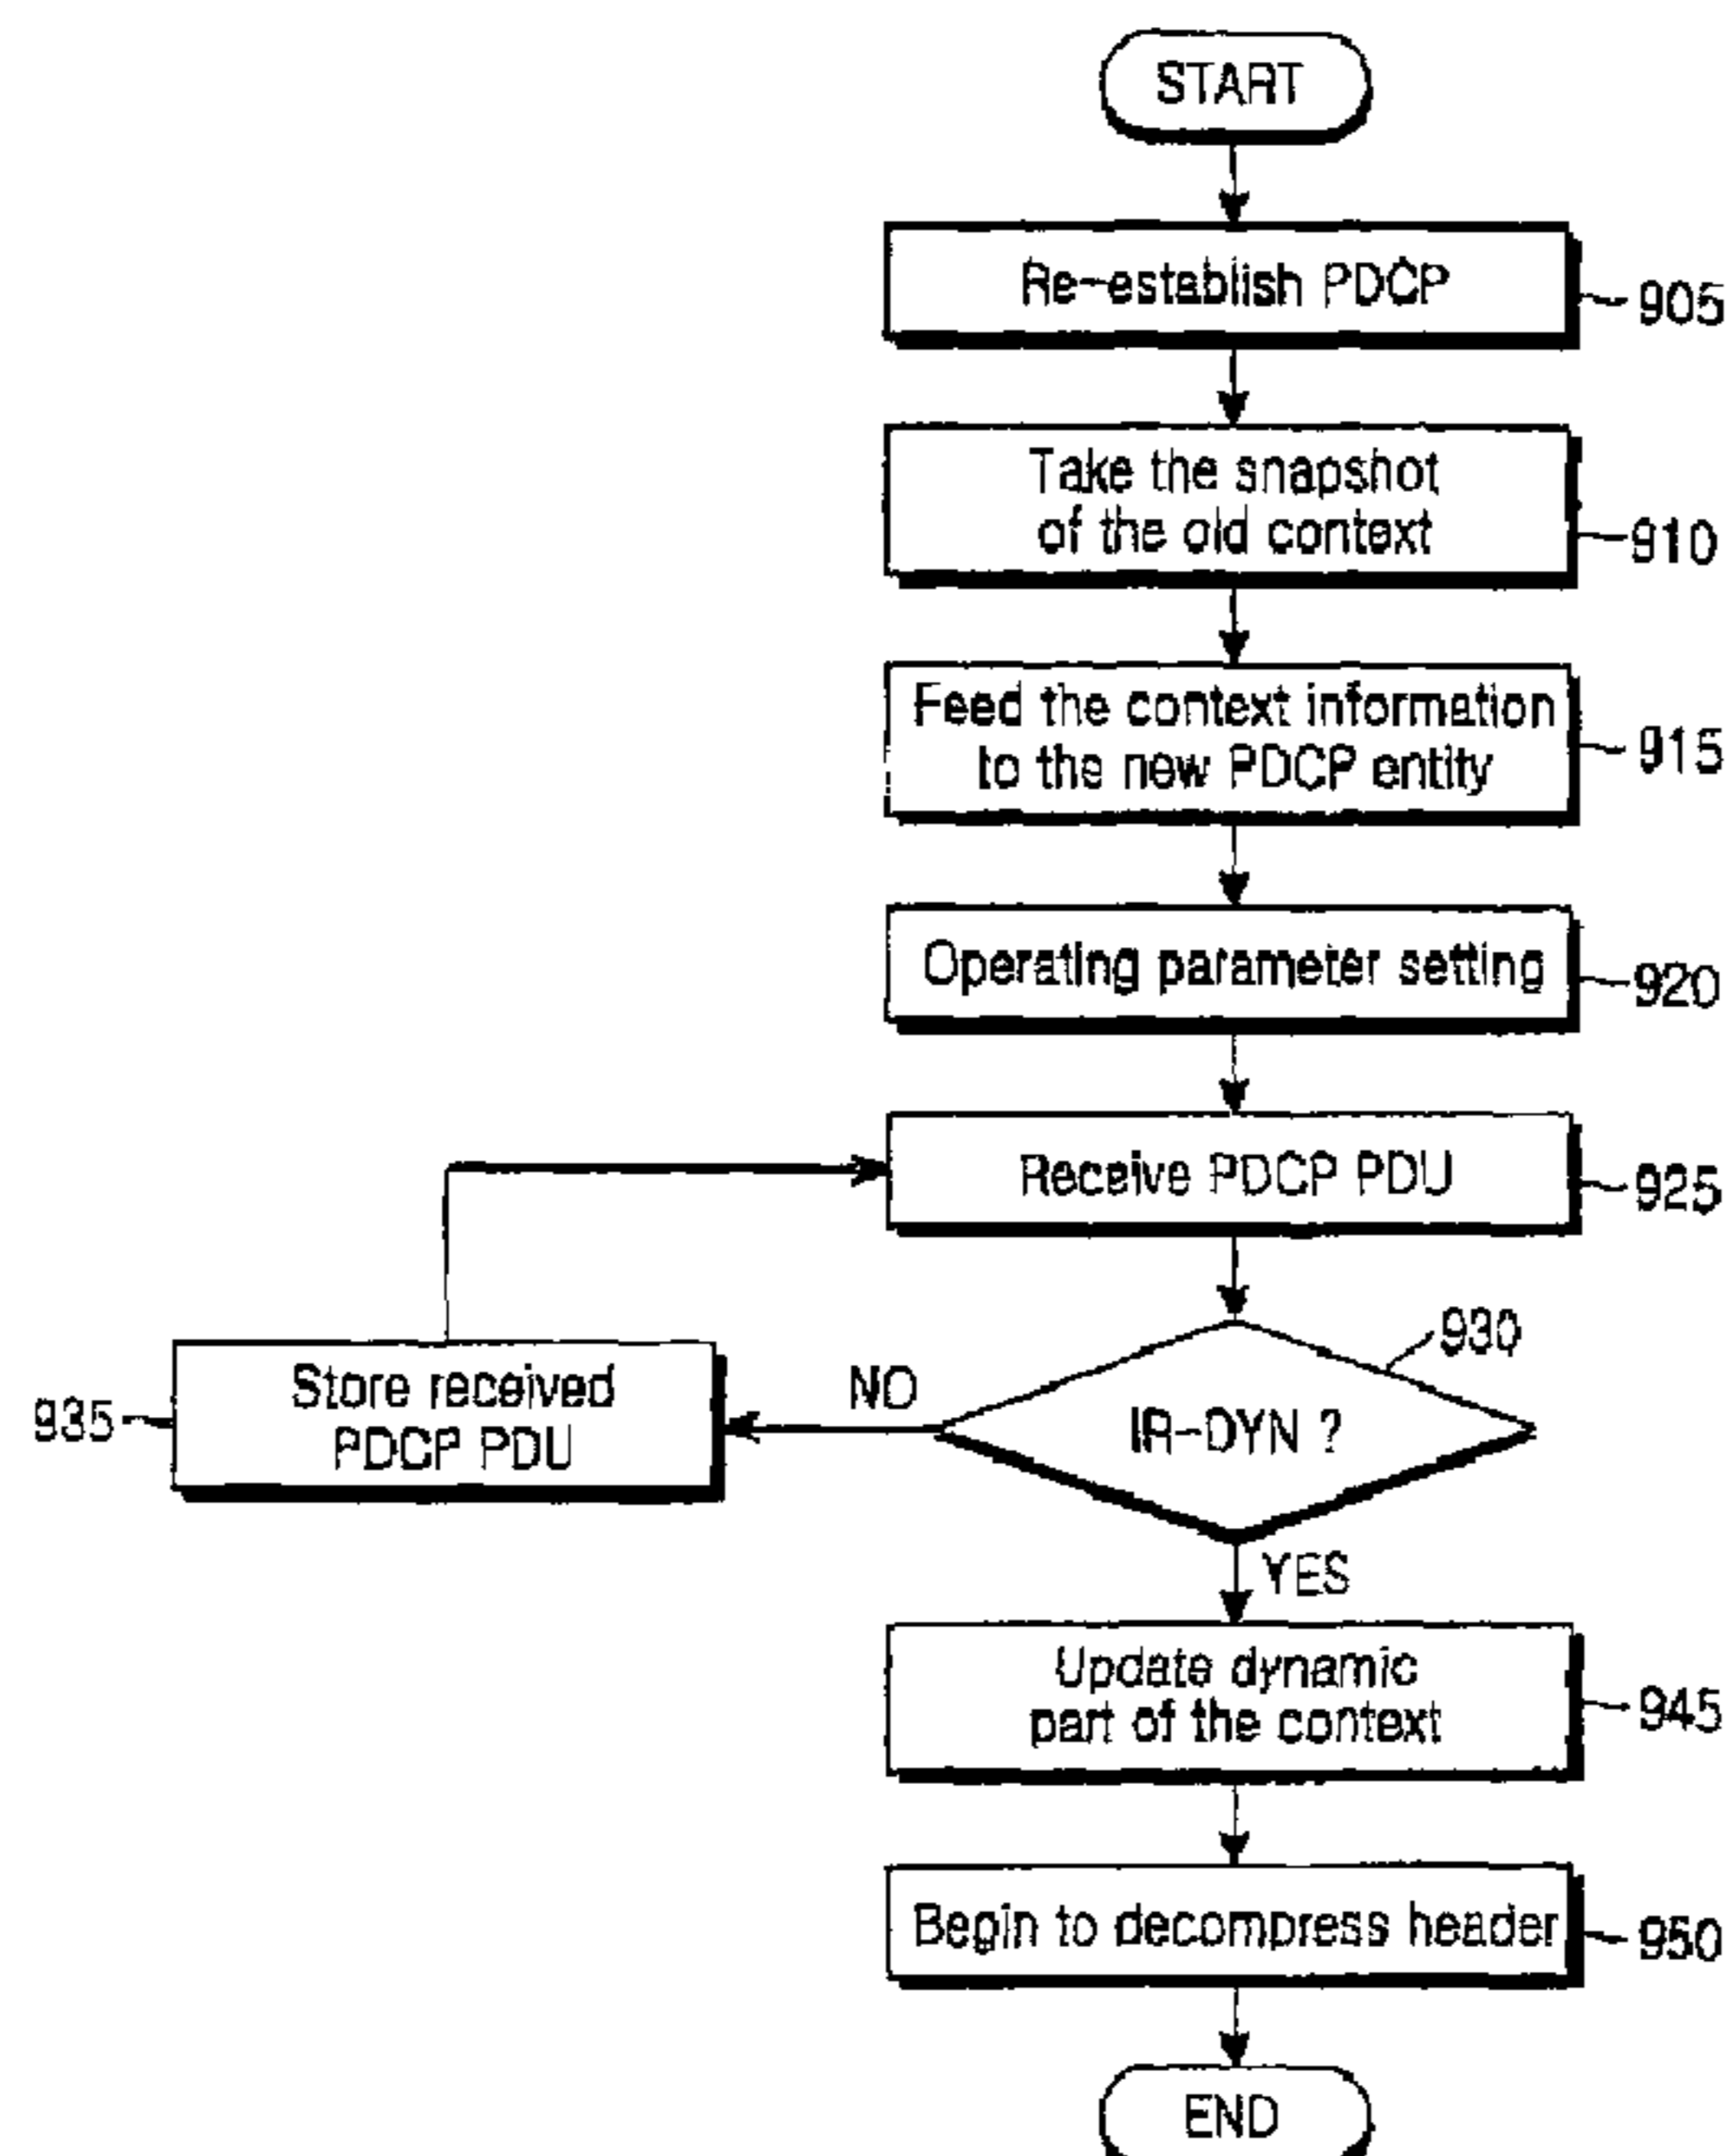 START
Re-establish PDCP
905
Take the snapshot
of the old context
910
Feed the context information
to the new PDCP entity
915
Operating parameter setting
920
Receive PDCP PDU
925
930
IR-DYN ?
NO
Store received
PDCP PDU
935
YES
Update dynamic
part of the context
945
Begin to decompress header
950
END